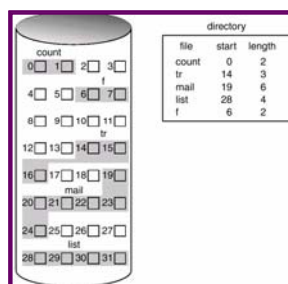 count
0 1 2 3
f
4 5 6 7
8 9 10 11
tr
12 13 14 15
16 17 18 19
mail
20 21 22 23
24 25 26 27
list
28 29 30 31
directory
file start length
count 0 2
tr 14 3
mail 19 6
list 28 4
f 6 2